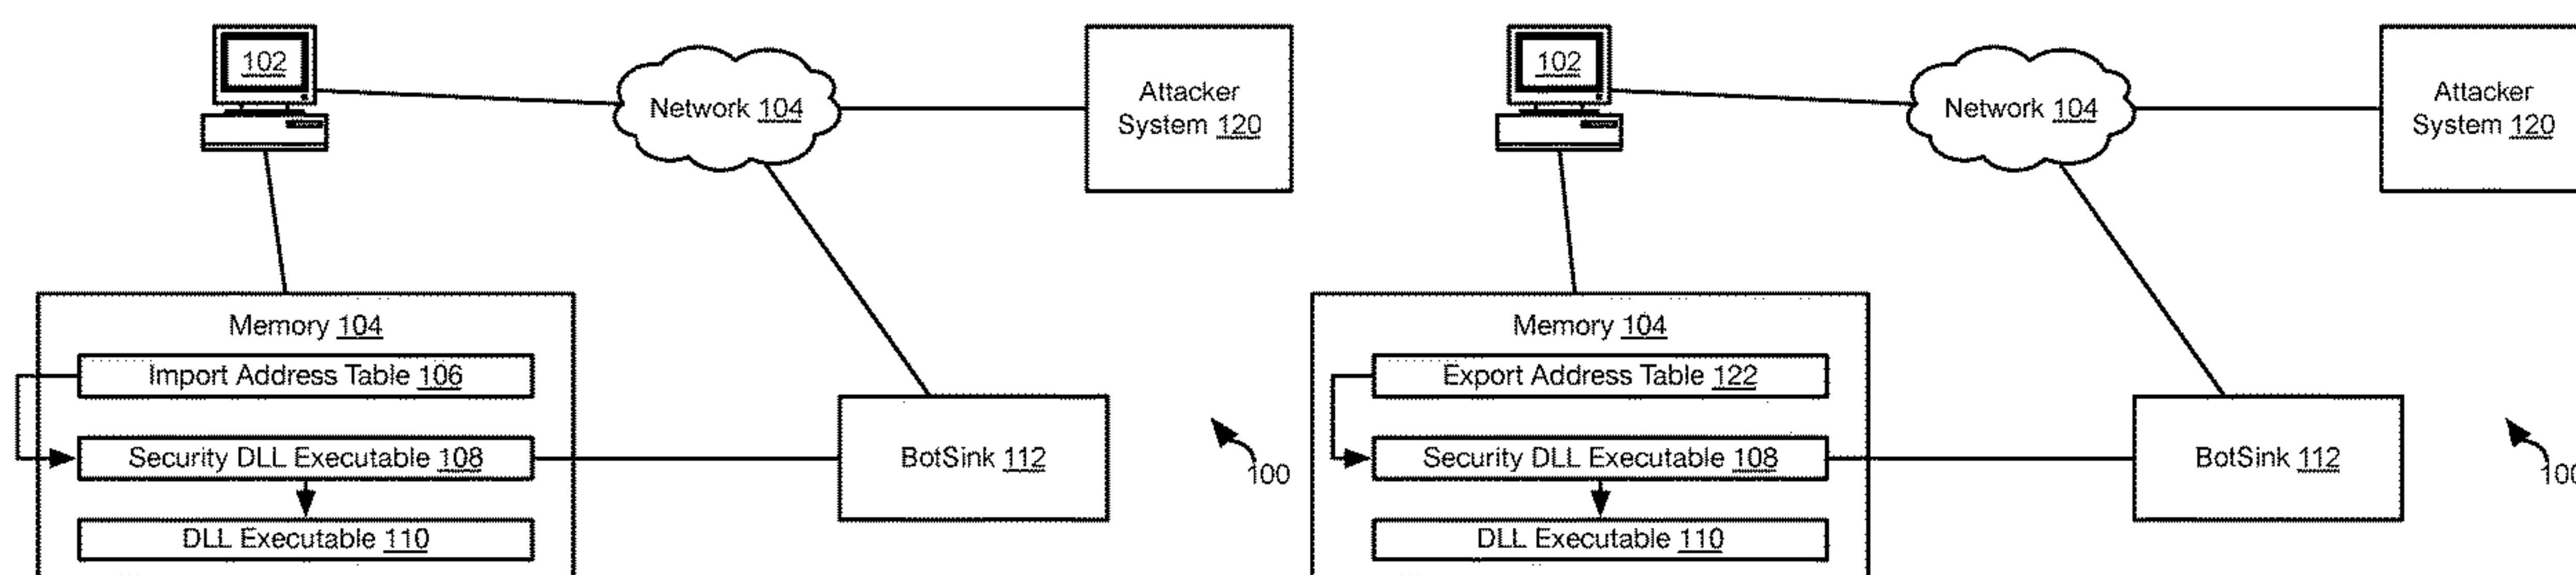 102
Network 104
Attacker
System 120
Memory 104
Import Address Table 106
Security DLL Executable 108
DLL Executable 110
BotSink 112
100
102
Network 104
Attacker
System 120
Memory 104
Export Address Table 122
Security DLL Executable 108
DLL Executable 110
BotSink 112